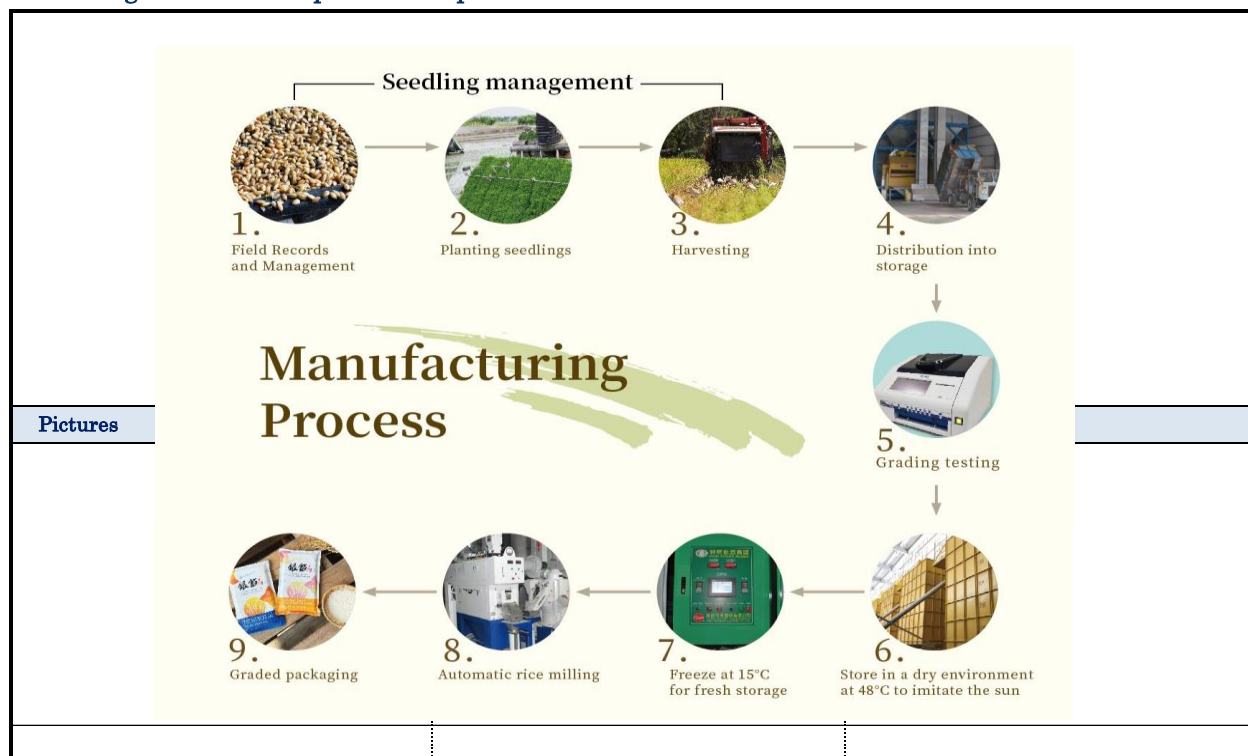 Seedling management
1.
Field Records
and Management
2.
Planting seedlings
3.
Harvesting
4.
Distribution into
storage
Manufacturing
Process
Pictures
5.
Grading testing
9.
Graded packaging
8.
Automatic rice milling
7.
Freeze at 15°C
for fresh storage
6.
Store in a dry environment
at 48°C to imitate the sun